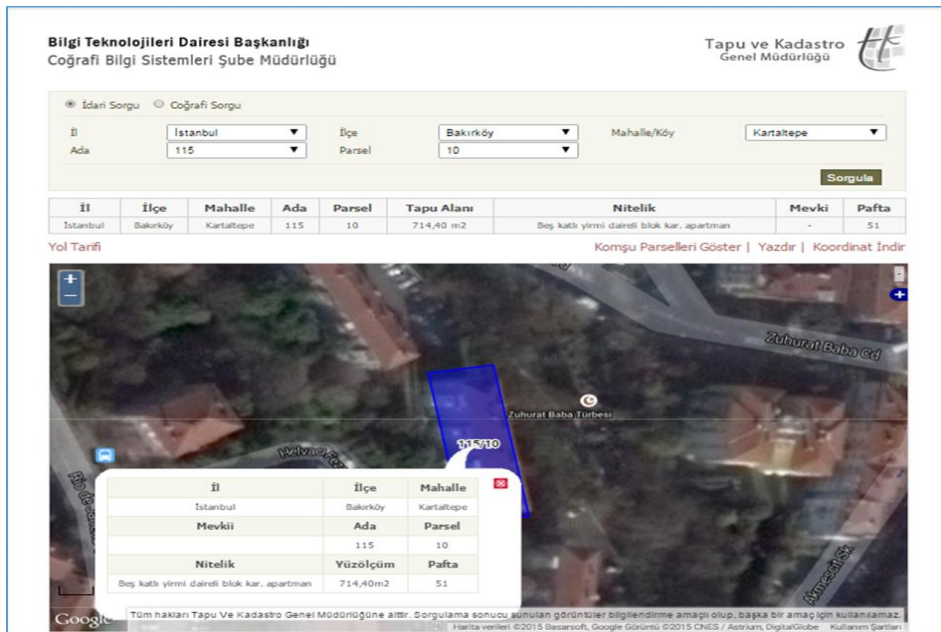 Bilgi Teknolojileri Dairesi Başkanlığı
Coğrafi Bilgi Sistemleri Şube Müdürlüğü
Tapu ve Kadastro
Genel Müdürlüğü
İdari Sorgu Coğrafi Sorgu
İl İstanbul İlçe Bakırköy Mahalle/Köy Kartaltepe
Ada 115 Parsel 10
Sorgula
İl İlçe Mahalle Ada Parsel Tapu Alanı Nitelik Mevki Pafta
İstanbul Bakırköy Kartaltepe 115 10 714,40 m2 Beş katlı yirmi daireli blok kar. apartman - 51
Yol Tarifi Komşu Parselleri Göster | Yazdır | Koordinat İndir
+
−
Zuhurat Baba Cd
Zuhurat Baba Türbesi
115/10
Helvacı
Rio de
Akmescit Sk
İl İlçe Mahalle
İstanbul Bakırköy Kartaltepe
Mevkii Ada Parsel
115 10
Nitelik Yüzölçüm Pafta
Beş katlı yirmi daireli blok kar. apartman 714,40m2 51
Google
Tüm hakları Tapu Ve Kadastro Genel Müdürlüğüne aittir. Sorgulama sonucu sunulan görüntüler bilgilendirme amaçlı olup, başka bir amaç için kullanılamaz.
Harita verileri ©2015 Basarsoft, Google Görüntü ©2015 CNES / Astrium, DigitalGlobe Kullanım Şartları